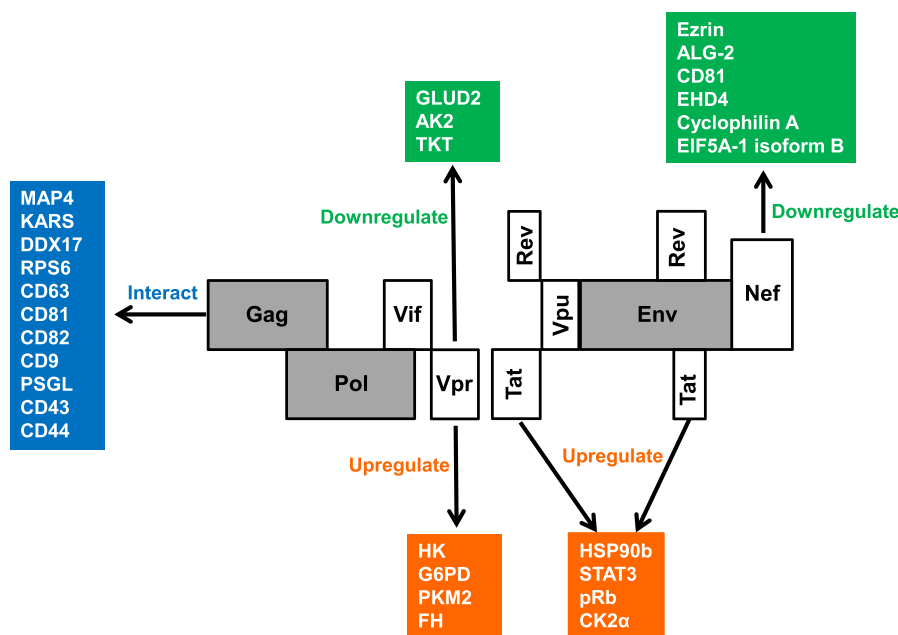 Ezrin
ALG-2
CD81
EHD4
Cyclophilin A
EIF5A-1 isoform B
GLUD2
AK2
TKT
Downregulate
Downregulate
MAP4
KARS
DDX17
RPS6
CD63
CD81
CD82
CD9
PSGL
CD43
CD44
Interact
Gag
Vif
Pol
Vpr
Rev
Rev
Vpu
Env
Nef
Tat
Tat
Upregulate
Upregulate
HK
G6PD
PKM2
FH
HSP90b
STAT3
pRb
CK2α